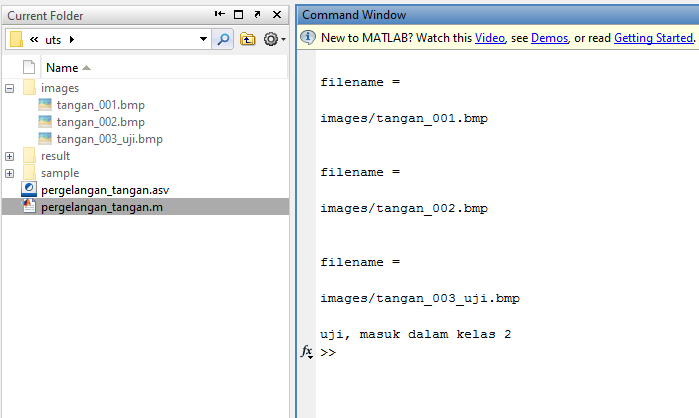 Current Folder
« uts
Name
images
tangan_001.bmp
tangan_002.bmp
tangan_003_uji.bmp
result
sample
pergelangan_tangan.asv
pergelangan_tangan.m
Command Window
New to MATLAB? Watch this Video, see Demos, or read Getting Started.
filename =
images/tangan_001.bmp
filename =
images/tangan_002.bmp
filename =
images/tangan_003_uji.bmp
uji, masuk dalam kelas 2
fx >>